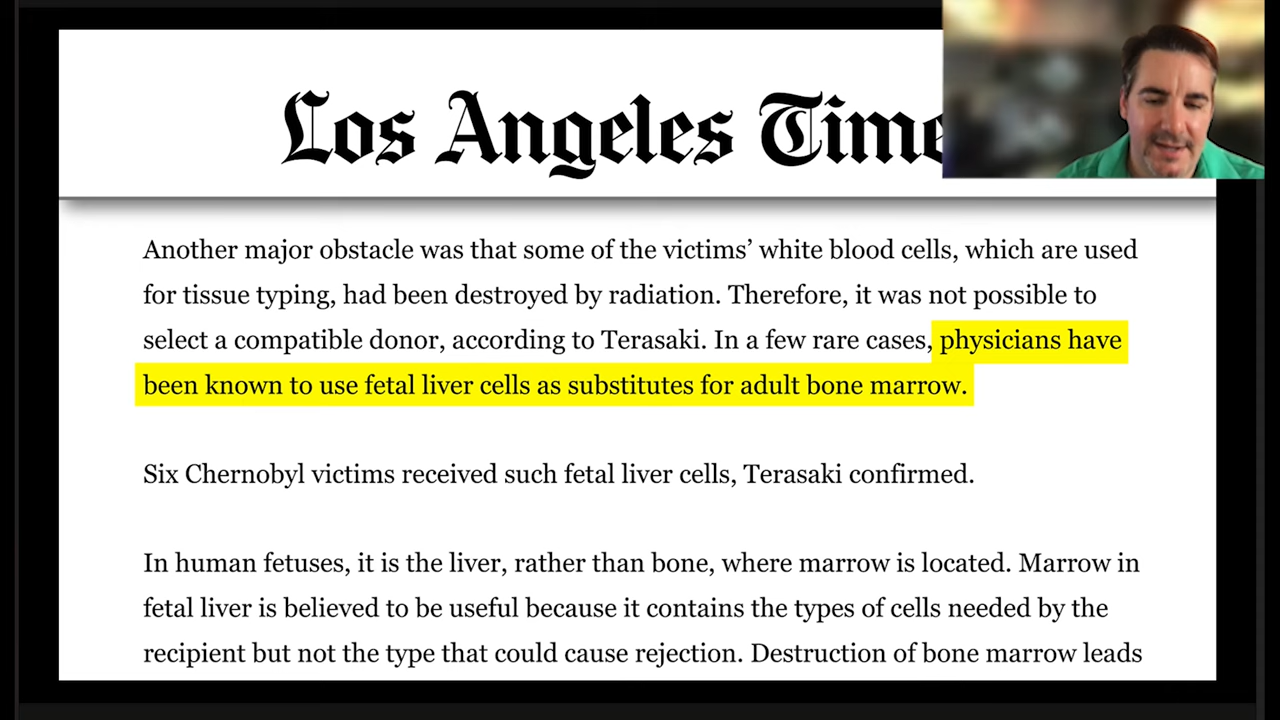 Los Angeles Time
Another major obstacle was that some of the victims’ white blood cells, which are used
for tissue typing, had been destroyed by radiation. Therefore, it was not possible to
select a compatible donor, according to Terasaki. In a few rare cases, physicians have
been known to use fetal liver cells as substitutes for adult bone marrow.
Six Chernobyl victims received such fetal liver cells, Terasaki confirmed.
In human fetuses, it is the liver, rather than bone, where marrow is located. Marrow in
fetal liver is believed to be useful because it contains the types of cells needed by the
recipient but not the type that could cause rejection. Destruction of bone marrow leads